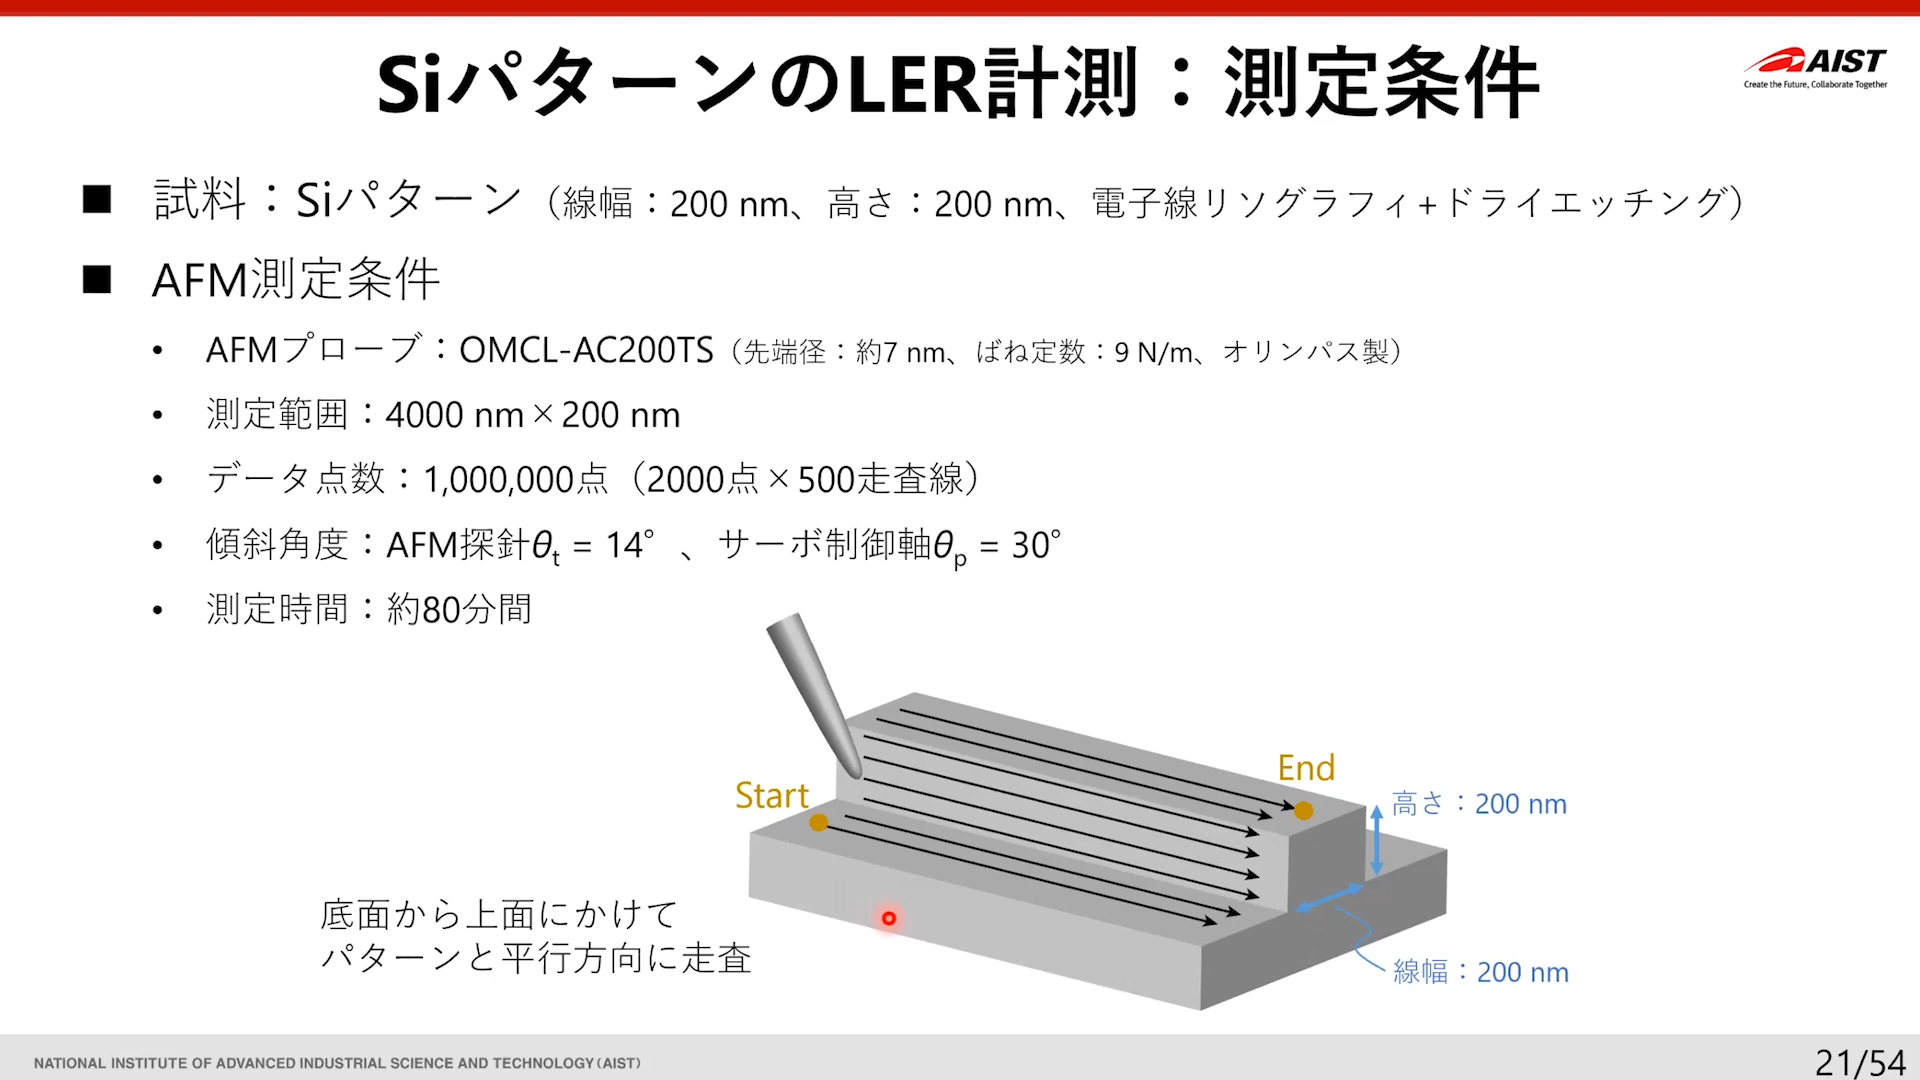 SiパターンのLER計測：測定条件
AIST
Create the Future, Collaborate Together
■ 試料：Siパターン（線幅：200 nm、高さ：200 nm、電子線リソグラフィ+ドライエッチング）
■ AFM測定条件
• AFMプローブ：OMCL-AC200TS（先端径：約7 nm、ばね定数：9 N/m、オリンパス製）
• 測定範囲：4000 nm×200 nm
• データ点数：1,000,000点（2000点×500走査線）
• 傾斜角度：AFM探針θt = 14°、サーボ制御軸θp = 30°
• 測定時間：約80分間
Start
End
高さ：200 nm
線幅：200 nm
底面から上面にかけて
パターンと平行方向に走査
NATIONAL INSTITUTE OF ADVANCED INDUSTRIAL SCIENCE AND TECHNOLOGY (AIST)
21/54